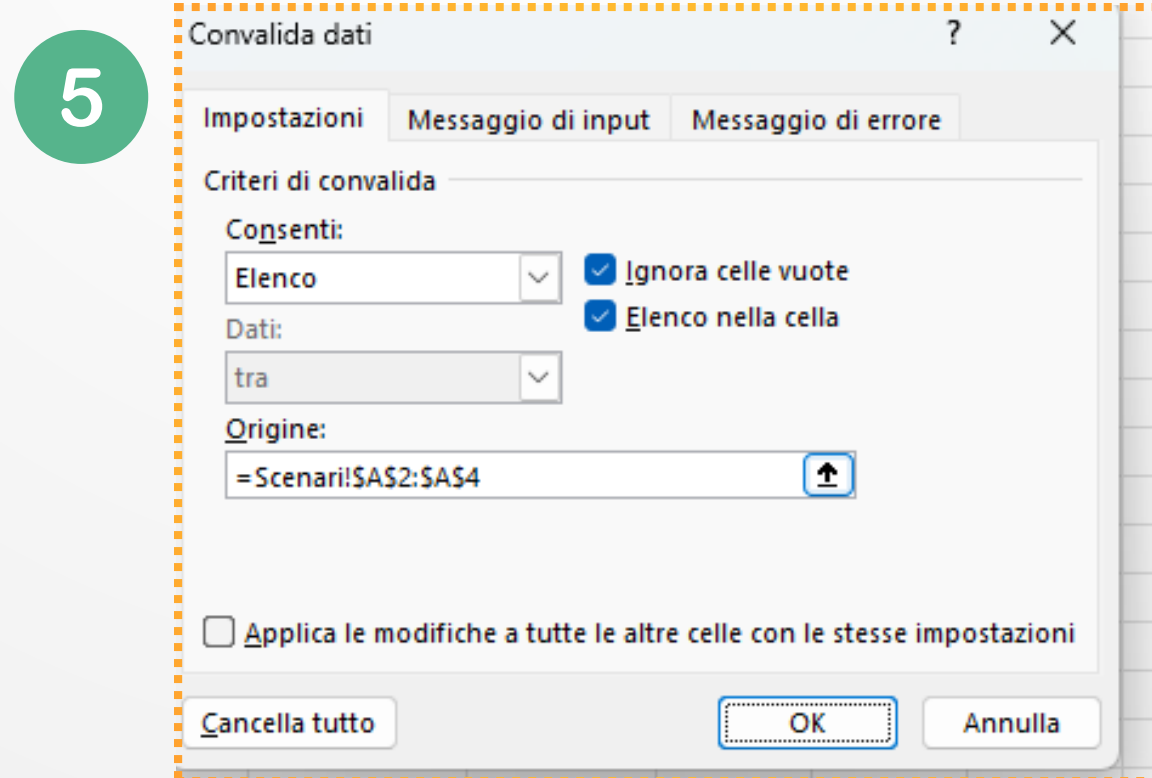 5
Convalida dati ?
Impostazioni Messaggio di input Messaggio di errore
Criteri di convalida
Consenti:
Elenco
Ignora celle vuote
Elenco nella cella
Dati:
tra
Origine:
=Scenari!$A$2:$A$4
Applica le modifiche a tutte le altre celle con le stesse impostazioni
Cancella tutto OK Annulla